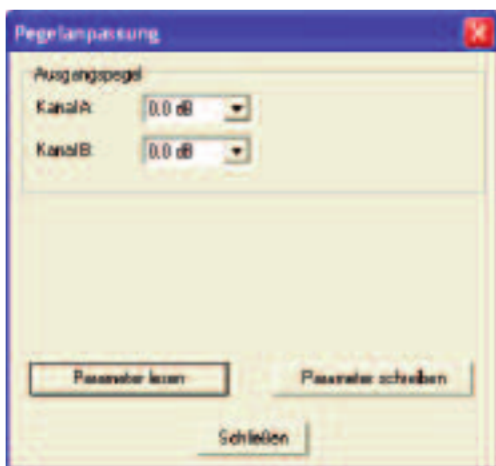 Pegelanpassung
Ausgangspegel
Kanal A: 0.0 dB
Kanal B: 0.0 dB
Parameter lesen
Parameter schreiben
Schließen